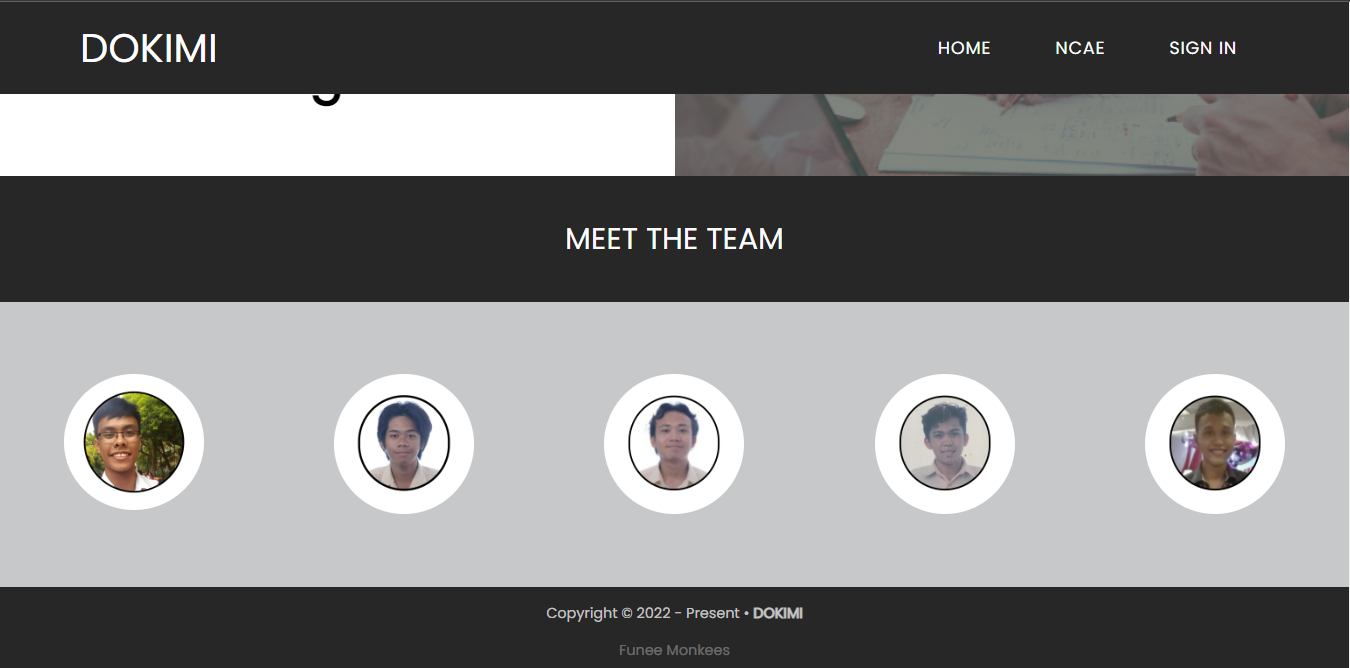 DOKIMI
HOME NCAE SIGN IN
MEET THE TEAM
Copyright © 2022 - Present • DOKIMI
Funee Monkees